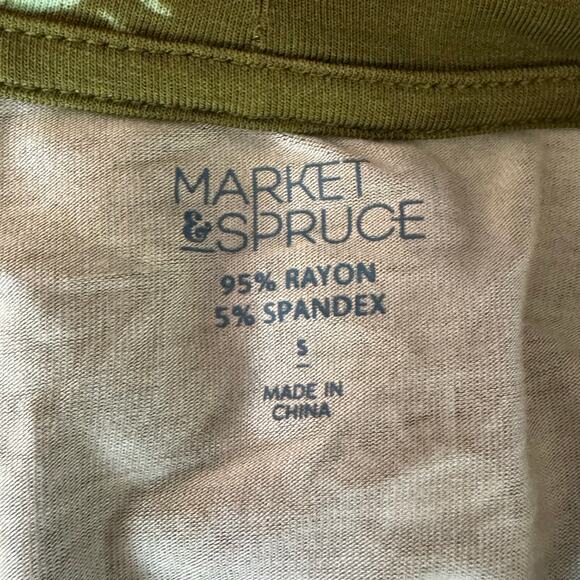 MARKET
&SPRUCE
95% RAYON
5% SPANDEX
S
MADE IN
CHINA